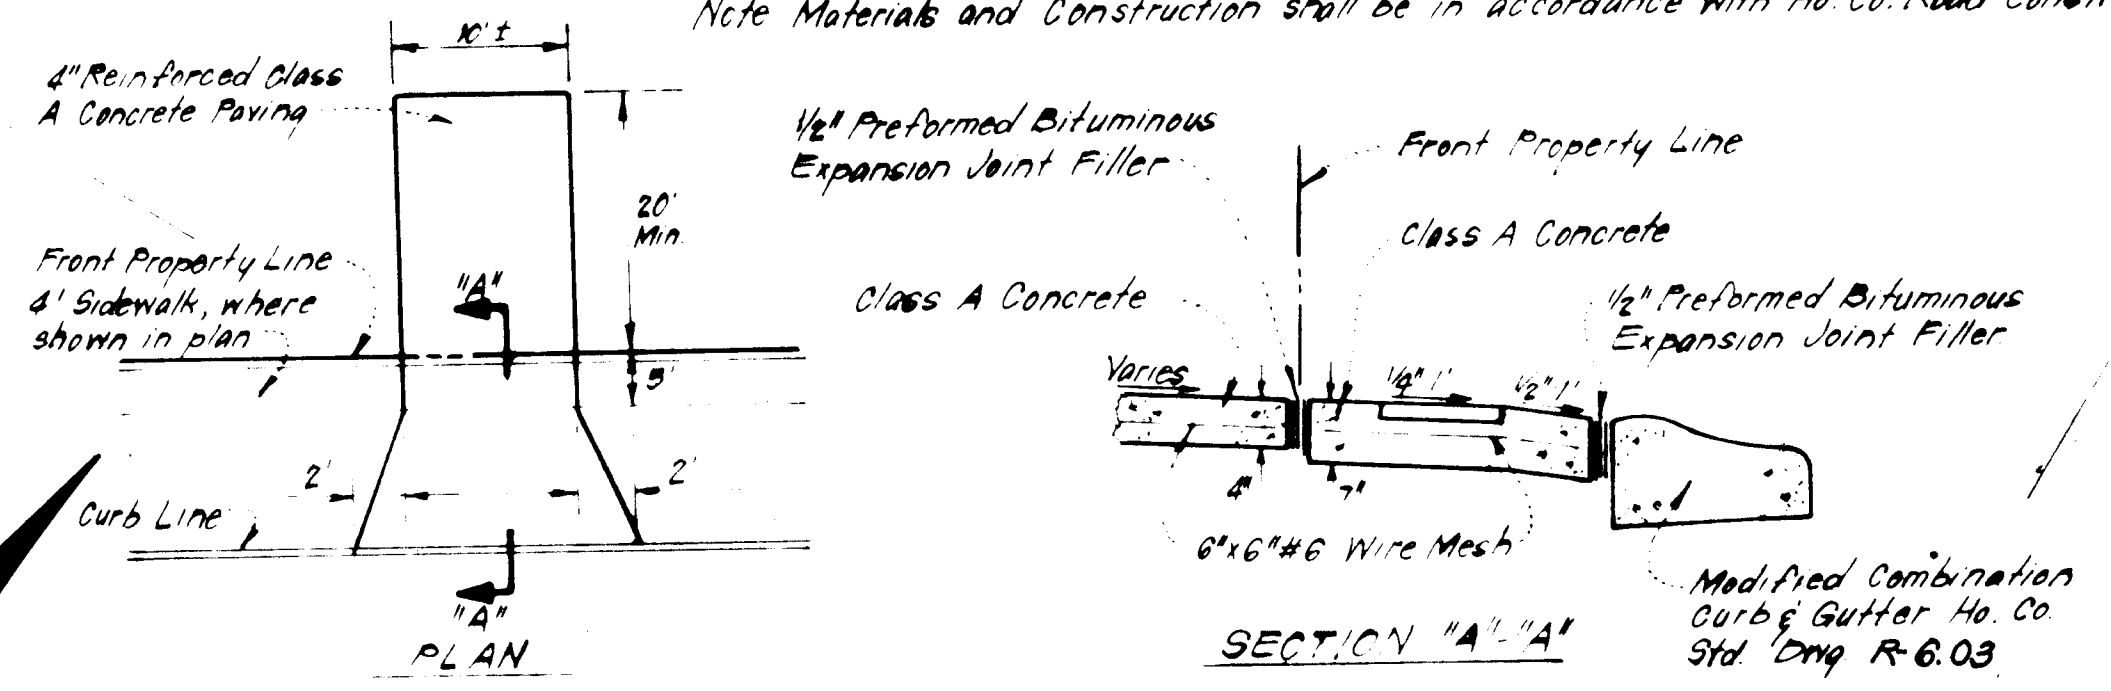 Note Materials and Construction shall be in accordance with Ho. Co. Road Constr
10' ±
4" Reinforced Class
A Concrete Paving
20'
Min.
Front Property Line
4' Sidewalk, where
shown in plan
"A"
2'
2'
Curb Line
"A"
PLAN
1/2" Preformed Bituminous
Expansion Joint Filler
Front Property Line
Class A Concrete
Class A Concrete
1/2" Preformed Bituminous
Expansion Joint Filler
Varies
1/4" 1'
1/2" 1'
4"
7"
6"x6"#6 Wire Mesh
Modified Combination
Curb & Gutter Ho. Co.
Std. Dwg R-6.03
SECTION "A"-"A"